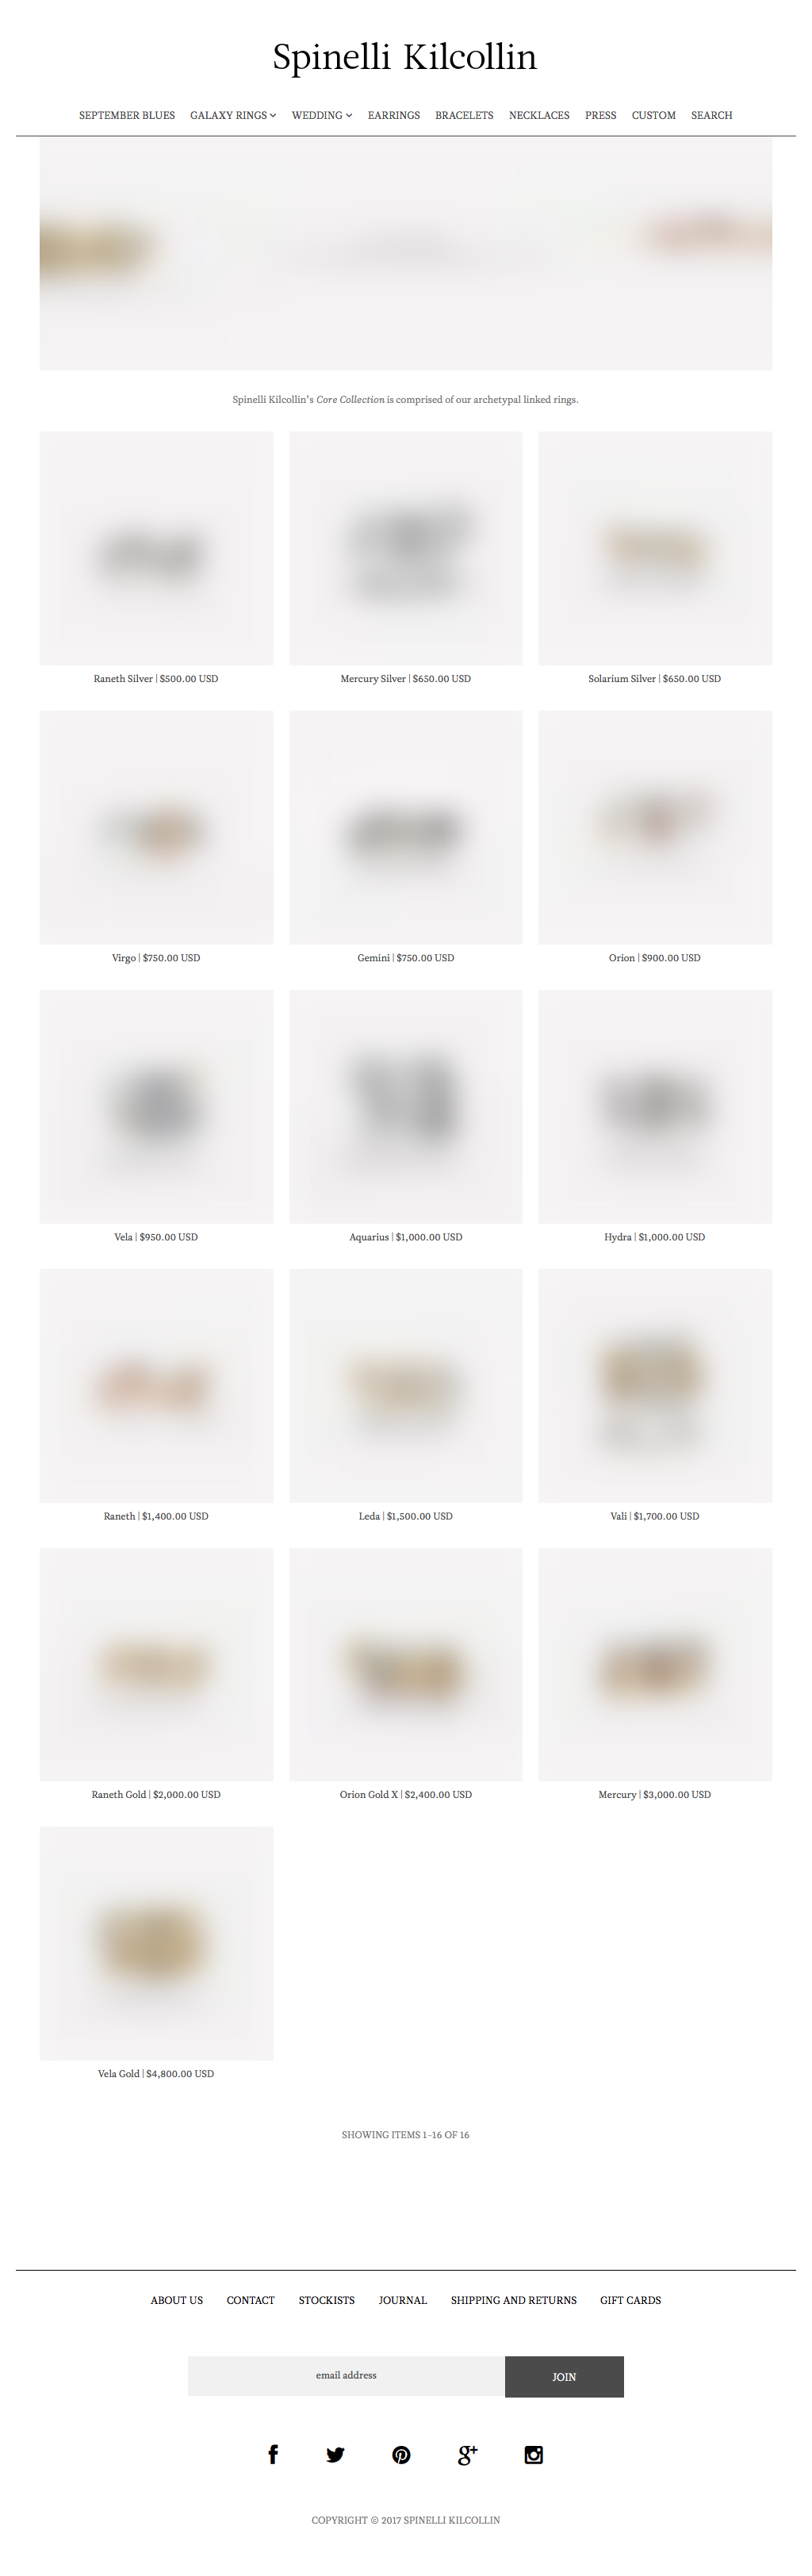 Spinelli Kilcollin
SEPTEMBER BLUES GALAXY RINGS WEDDING EARRINGS BRACELETS NECKLACES PRESS CUSTOM SEARCH
Spinelli Kilcollin's Core Collection is comprised of our archetypal linked rings.
Raneth Silver | $500.00 USD
Mercury Silver | $650.00 USD
Solarium Silver | $650.00 USD
Virgo | $750.00 USD
Gemini | $750.00 USD
Orion | $900.00 USD
Vela | $950.00 USD
Aquarius | $1,000.00 USD
Hydra | $1,000.00 USD
Raneth | $1,400.00 USD
Leda | $1,500.00 USD
Vali | $1,700.00 USD
Raneth Gold | $2,000.00 USD
Orion Gold X | $2,400.00 USD
Mercury | $3,000.00 USD
Vela Gold | $4,800.00 USD
SHOWING ITEMS 1-16 OF 16
ABOUT US CONTACT STOCKISTS JOURNAL SHIPPING AND RETURNS GIFT CARDS
email address JOIN
COPYRIGHT © 2017 SPINELLI KILCOLLIN